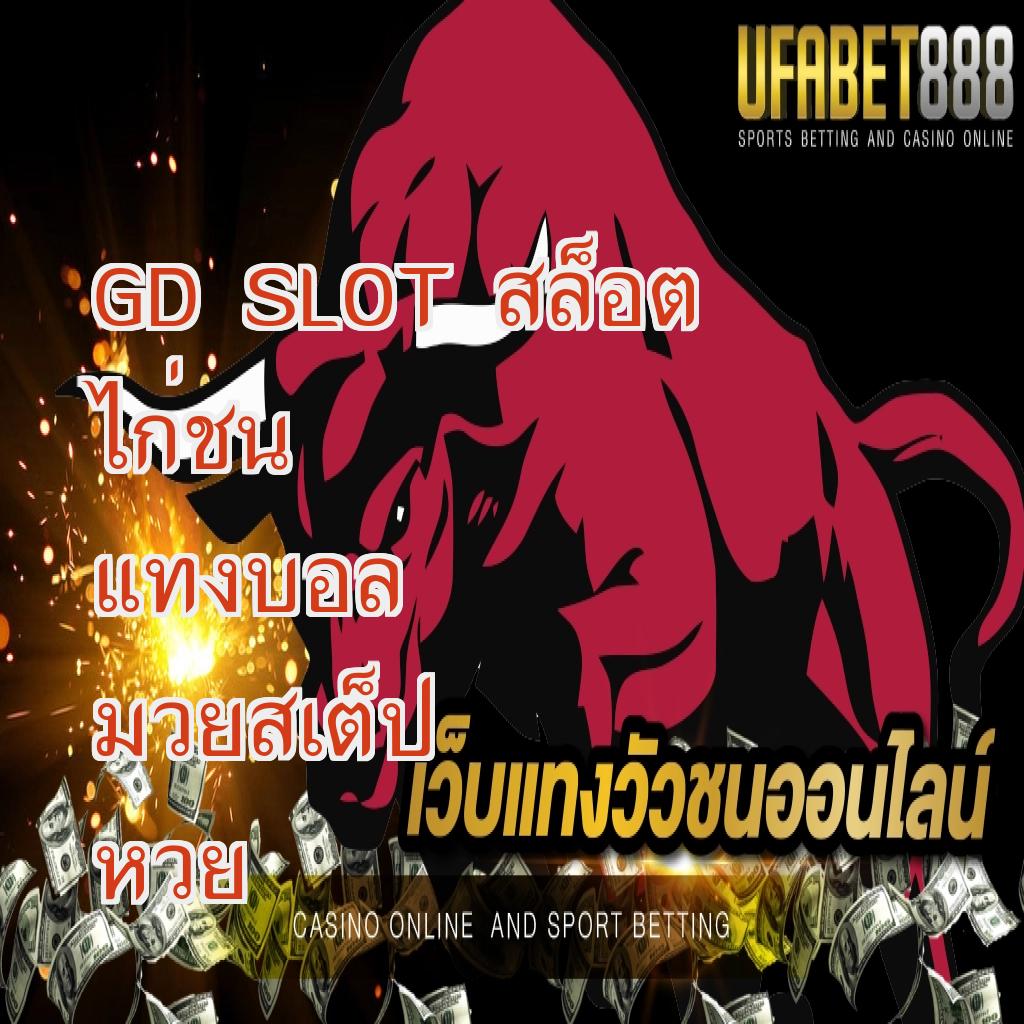 UFABET888
SPORTS BETTING AND CASINO ONLINE
GD SLOT สล็อต
ไก่ชน
แทงบอล
มวยสเต็ป
เว็บแทงวัวชนออนไลน์
หวย
CASINO ONLINE AND SPORT BETTING